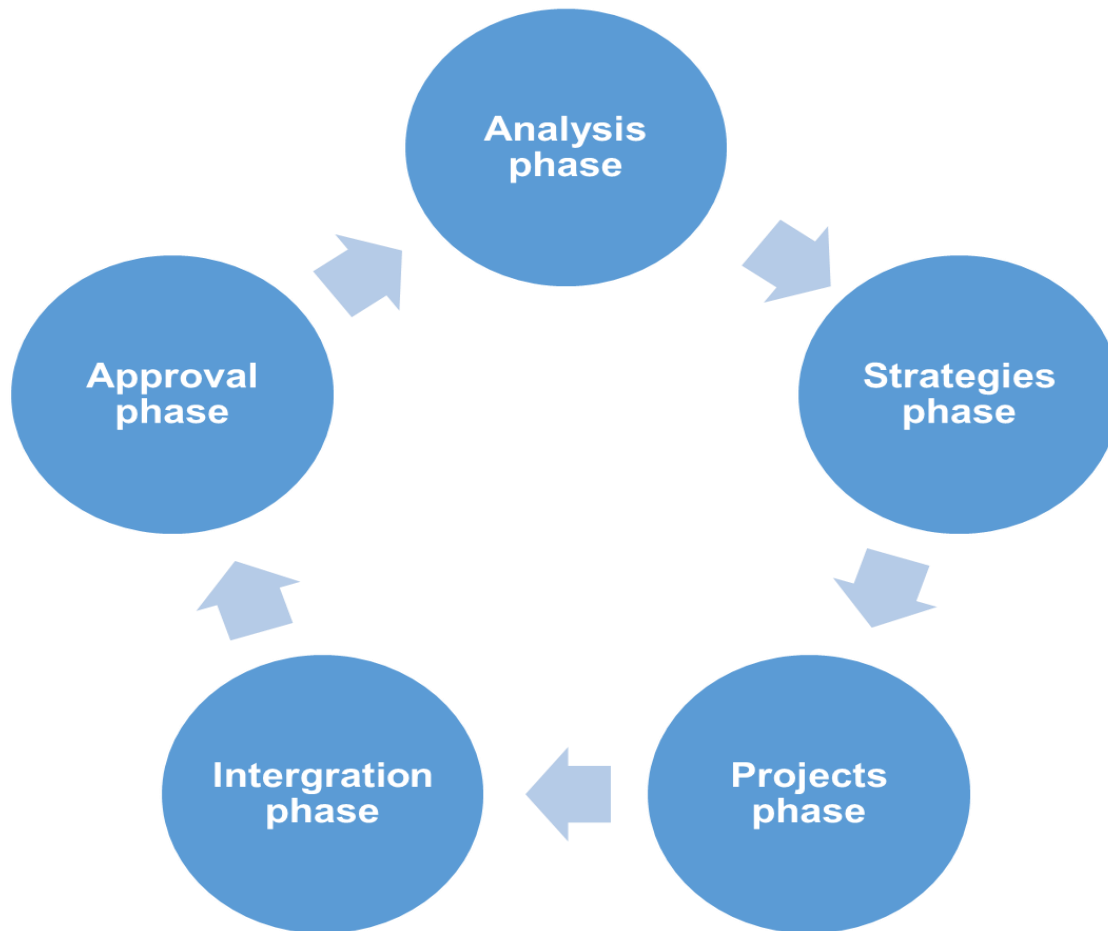 Analysis
phase
Strategies
phase
Projects
phase
Intergration
phase
Approval
phase